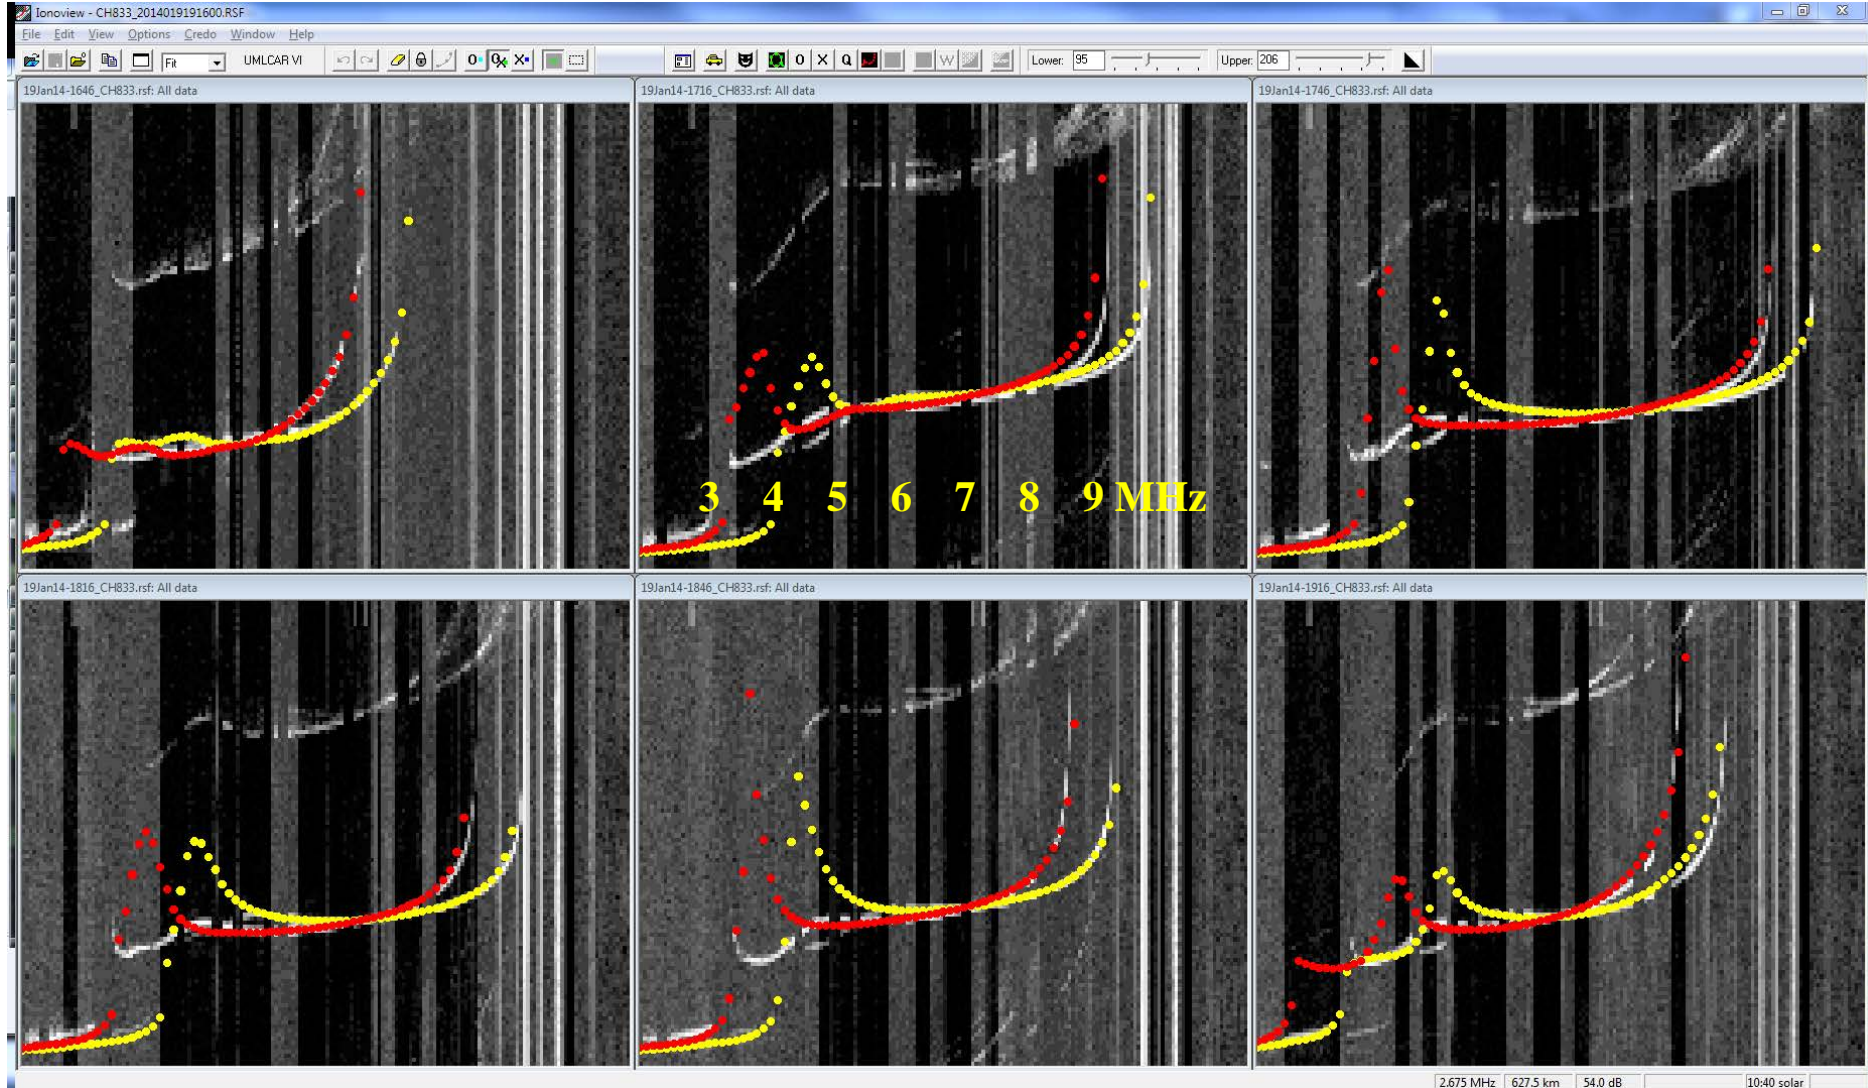 Ionoview - CH833_2014019191600.RSF
File Edit View Options Credo Window Help
Fit UMLCAR VI O O X X O X Q W Lower: 95 Upper: 206
19Jan14-1646_CH833.rsf: All data
19Jan14-1716_CH833.rsf: All data
19Jan14-1746_CH833.rsf: All data
3 4 5 6 7 8 9 MHz
19Jan14-1816_CH833.rsf: All data
19Jan14-1846_CH833.rsf: All data
19Jan14-1916_CH833.rsf: All data
2.675 MHz 627.5 km 54.0 dB 10:40 solar